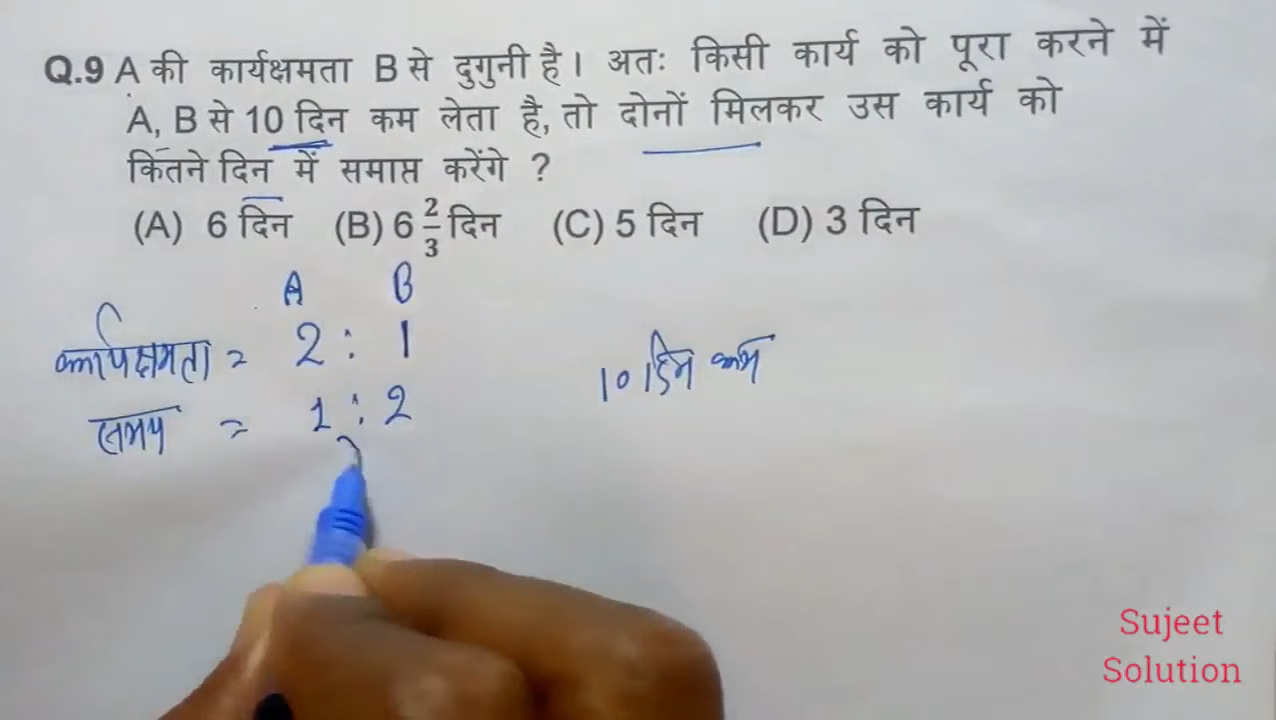 Q.9 A की कार्यक्षमता B से दुगुनी है। अतः किसी कार्य को पूरा करने में
A, B से 10 दिन कम लेता है, तो दोनों मिलकर उस कार्य को
कितने दिन में समाप्त करेंगे ?
(A) 6 दिन (B) 6 2/3 दिन (C) 5 दिन (D) 3 दिन
A B
कार्यक्षमता = 2 : 1
10 दिन कम
समय = 1 : 2
Sujeet
Solution